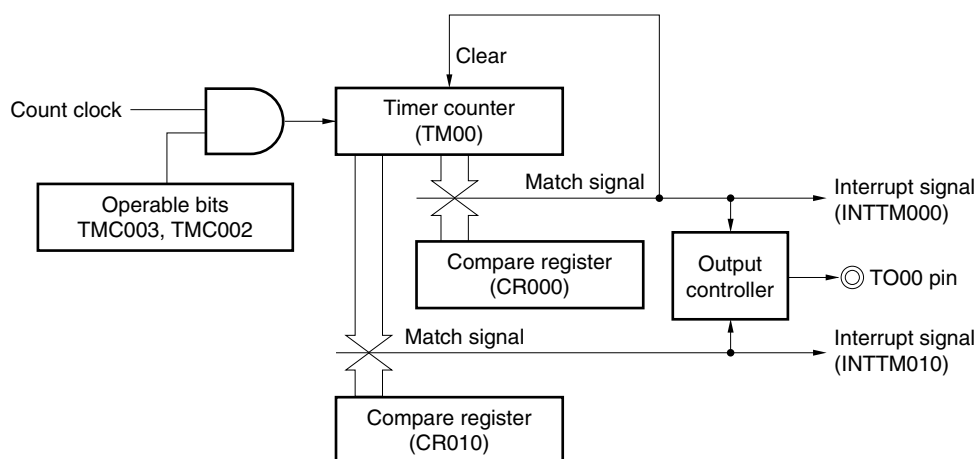 Clear
Count clock
Timer counter
(TM00)
Operable bits
TMC003, TMC002
Match signal
Interrupt signal
(INTTM000)
Compare register
(CR000)
Output
controller
TO00 pin
Match signal
Interrupt signal
(INTTM010)
Compare register
(CR010)